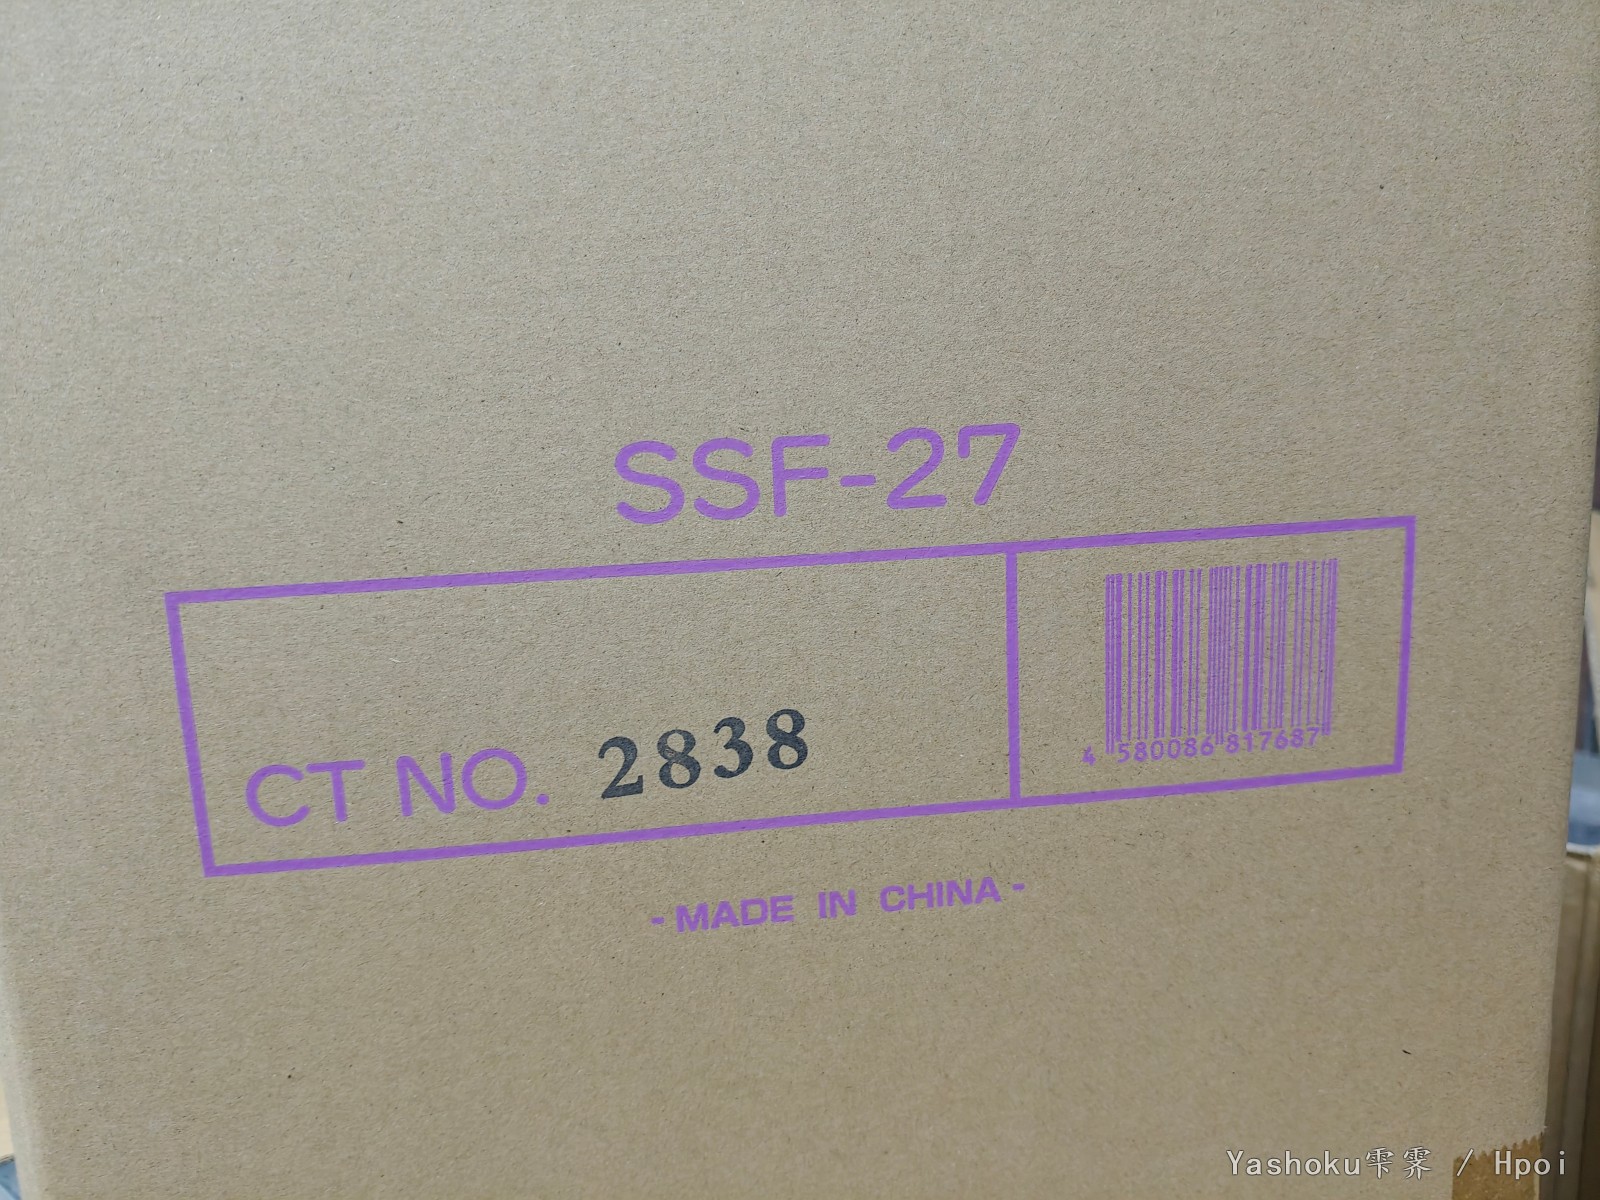 SSF-27
CT NO. 2838
4 580086 817687
- MADE IN CHINA -
Yashoku雫霁 / Hpoi